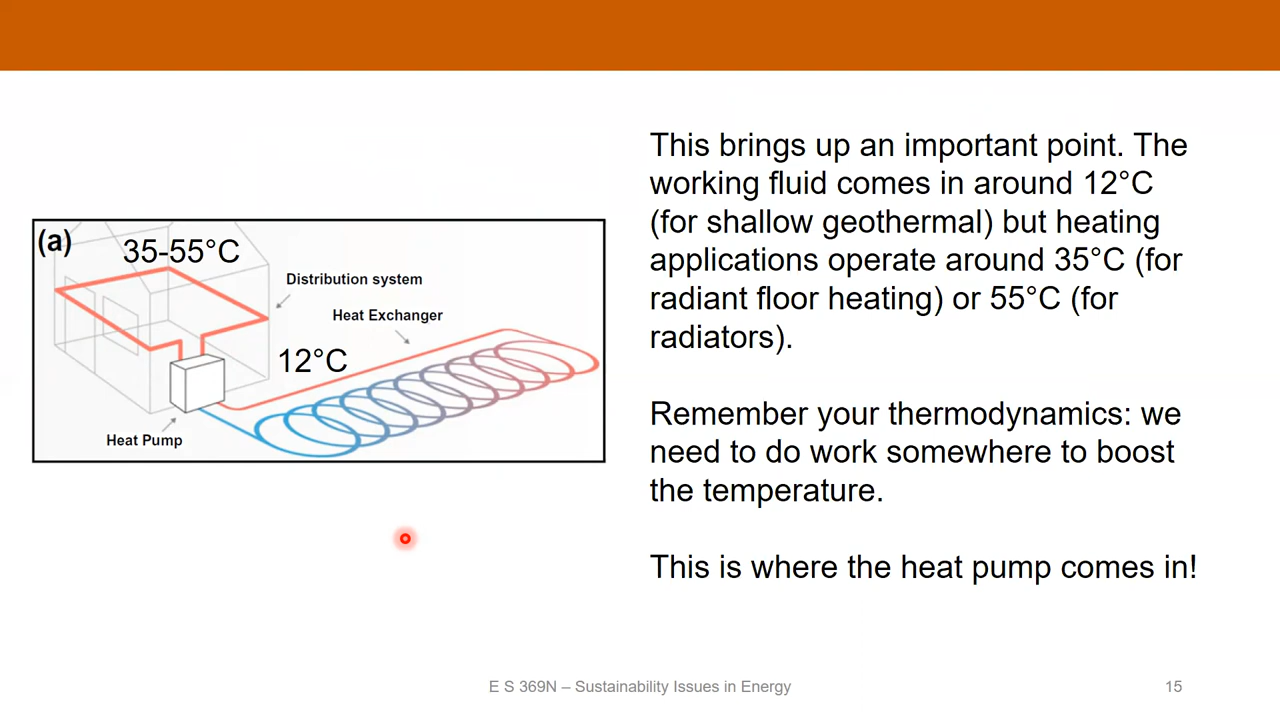 (a)
35-55°C
Distribution system
Heat Exchanger
12°C
Heat Pump
This brings up an important point. The
working fluid comes in around 12°C
(for shallow geothermal) but heating
applications operate around 35°C (for
radiant floor heating) or 55°C (for
radiators).
Remember your thermodynamics: we
need to do work somewhere to boost
the temperature.
This is where the heat pump comes in!
E S 369N – Sustainability Issues in Energy
15